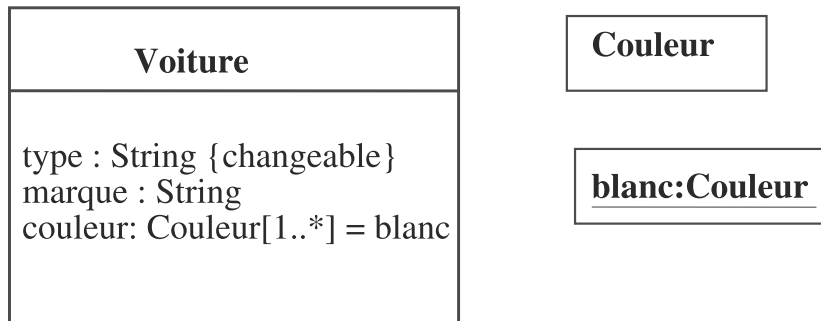 Voiture
type : String {changeable}
marque : String
couleur: Couleur[1..*] = blanc
Couleur
blanc:Couleur